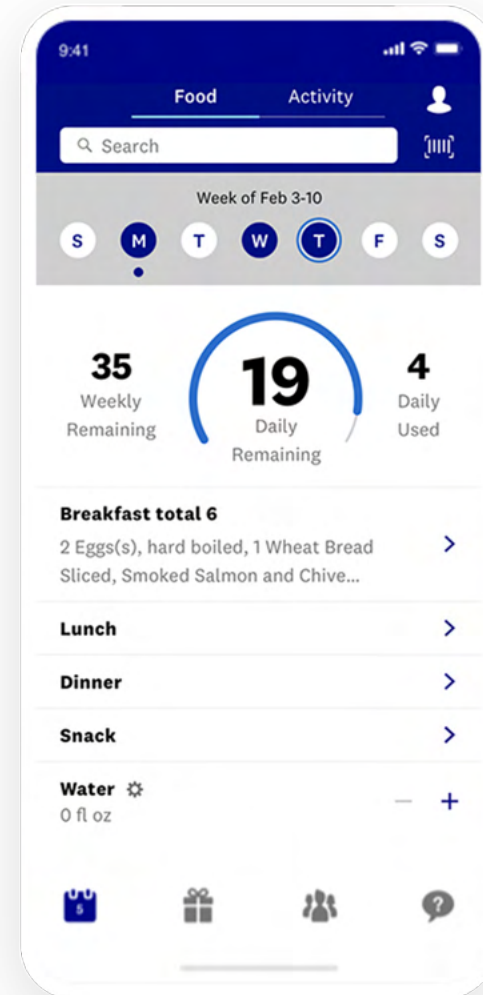 9:41
Food Activity
Search
Week of Feb 3-10
S M T W T F S
35
Weekly
Remaining
19
Daily
Remaining
4
Daily
Used
Breakfast total 6
2 Eggs(s), hard boiled, 1 Wheat Bread
Sliced, Smoked Salmon and Chive...
Lunch
Dinner
Snack
Water
0 fl oz
5
?